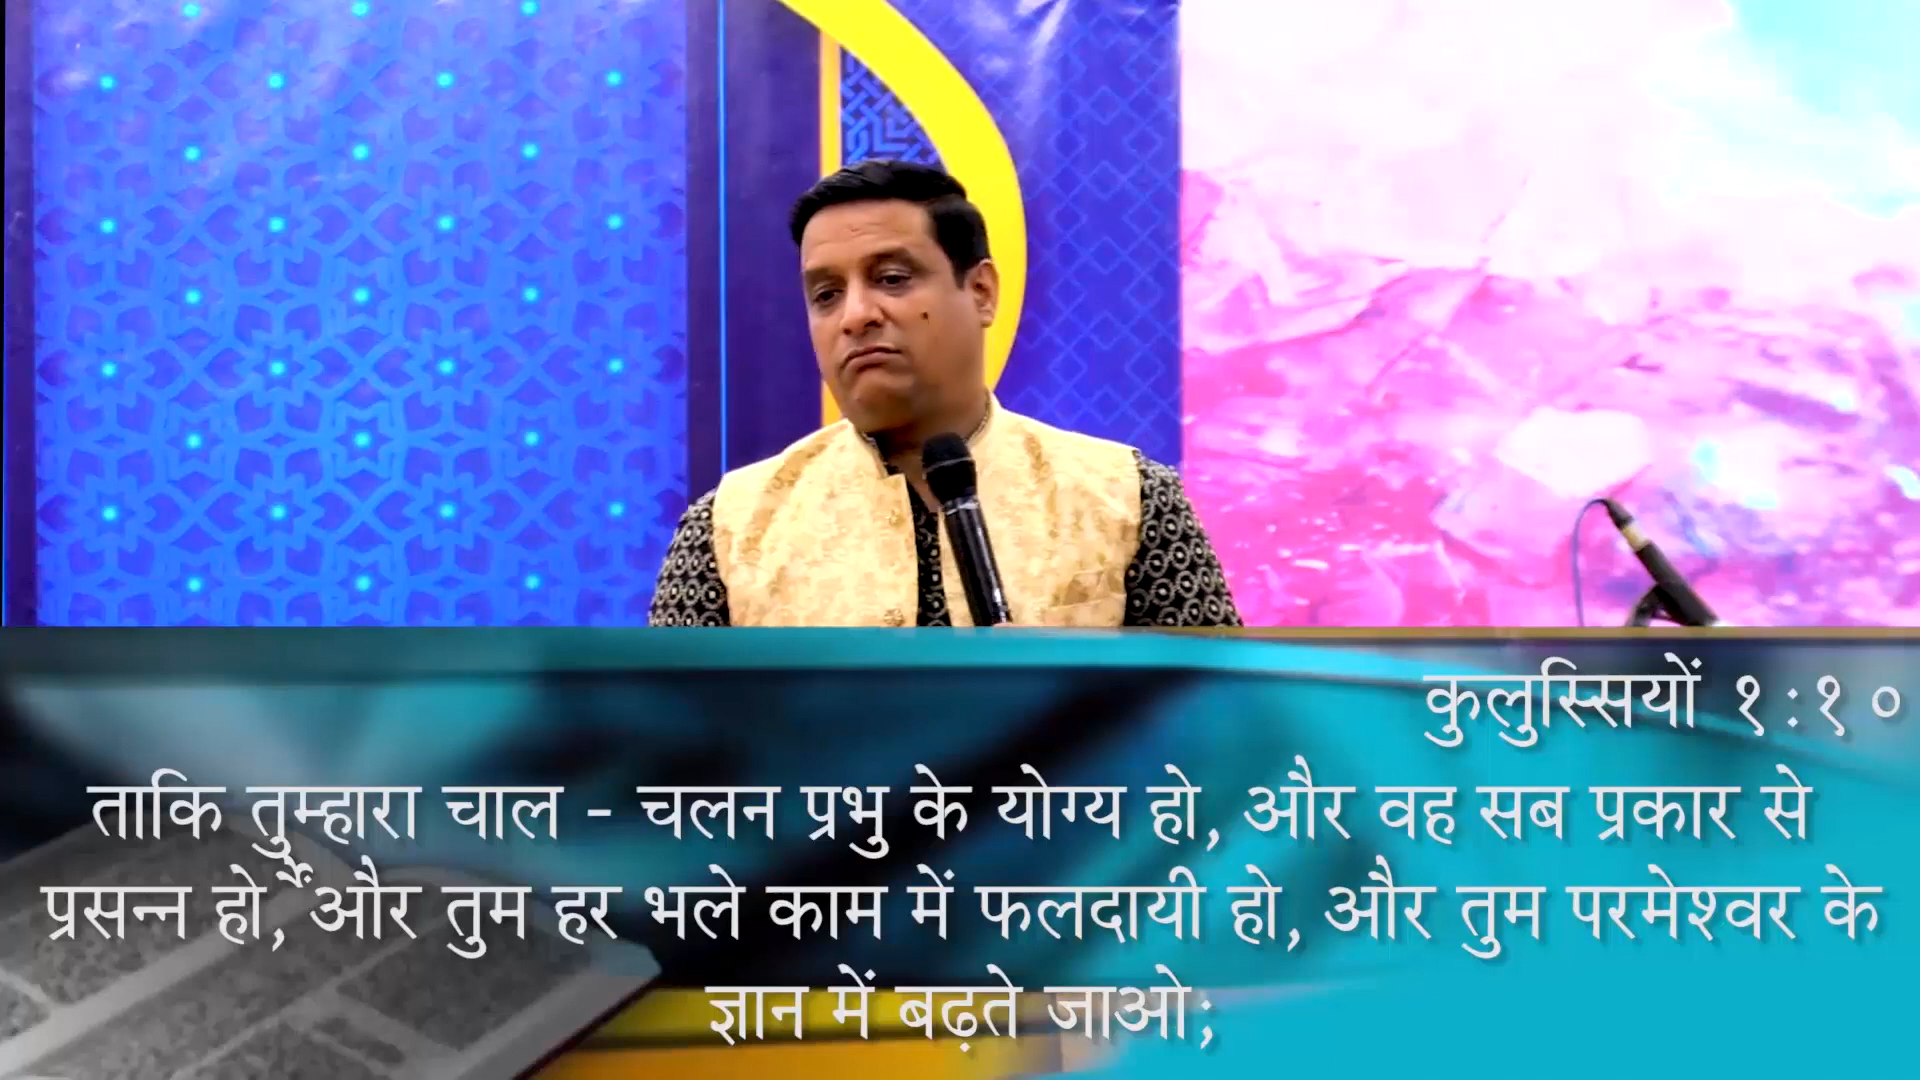 कुलुस्सियों १:१०
ताकि तुम्हारा चाल - चलन प्रभु के योग्य हो, और वह सब प्रकार से
प्रसन्न हो, और तुम हर भले काम में फलदायी हो, और तुम परमेश्वर के
ज्ञान में बढ़ते जाओ;